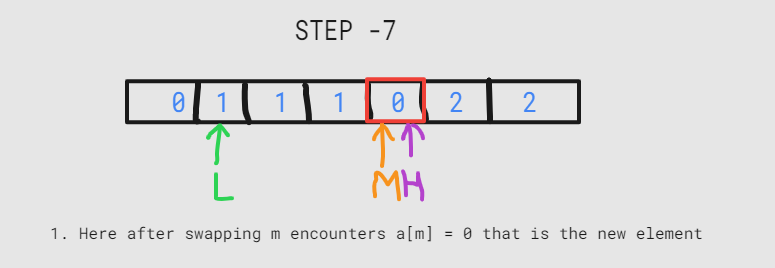 STEP -7
0 1 1 1 0 2 2
L M H
1. Here after swapping m encounters a[m] = 0 that is the new element